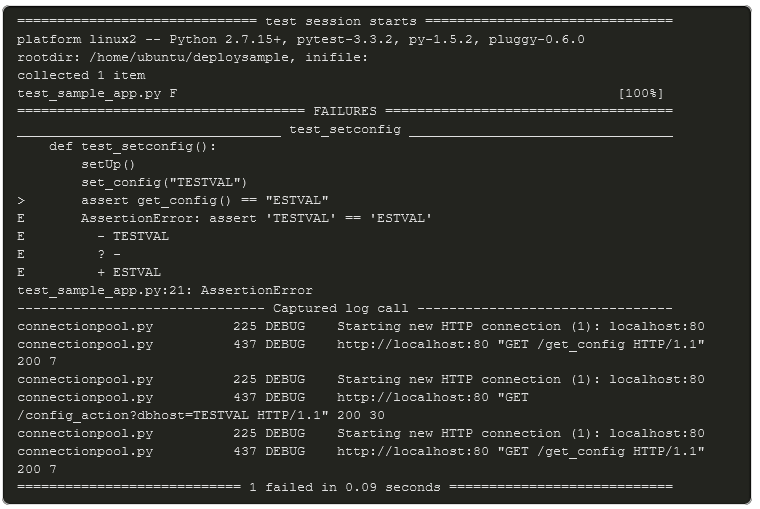 ============================== test session starts ===============================
platform linux2 -- Python 2.7.15+, pytest-3.3.2, py-1.5.2, pluggy-0.6.0
rootdir: /home/ubuntu/deploysample, inifile:
collected 1 item
test_sample_app.py F                                                       [100%]
==================================== FAILURES ====================================
_________________________________ test_setconfig _________________________________
    def test_setconfig():
        setUp()
        set_config("TESTVAL")
>       assert get_config() == "ESTVAL"
E       AssertionError: assert 'TESTVAL' == 'ESTVAL'
E         - TESTVAL
E         ? -
E         + ESTVAL
test_sample_app.py:21: AssertionError
------------------------------- Captured log call --------------------------------
connectionpool.py          225 DEBUG    Starting new HTTP connection (1): localhost:80
connectionpool.py          437 DEBUG    http://localhost:80 "GET /get_config HTTP/1.1"
200 7
connectionpool.py          225 DEBUG    Starting new HTTP connection (1): localhost:80
connectionpool.py          437 DEBUG    http://localhost:80 "GET
/config_action?dbhost=TESTVAL HTTP/1.1" 200 30
connectionpool.py          225 DEBUG    Starting new HTTP connection (1): localhost:80
connectionpool.py          437 DEBUG    http://localhost:80 "GET /get_config HTTP/1.1"
200 7
============================ 1 failed in 0.09 seconds ============================